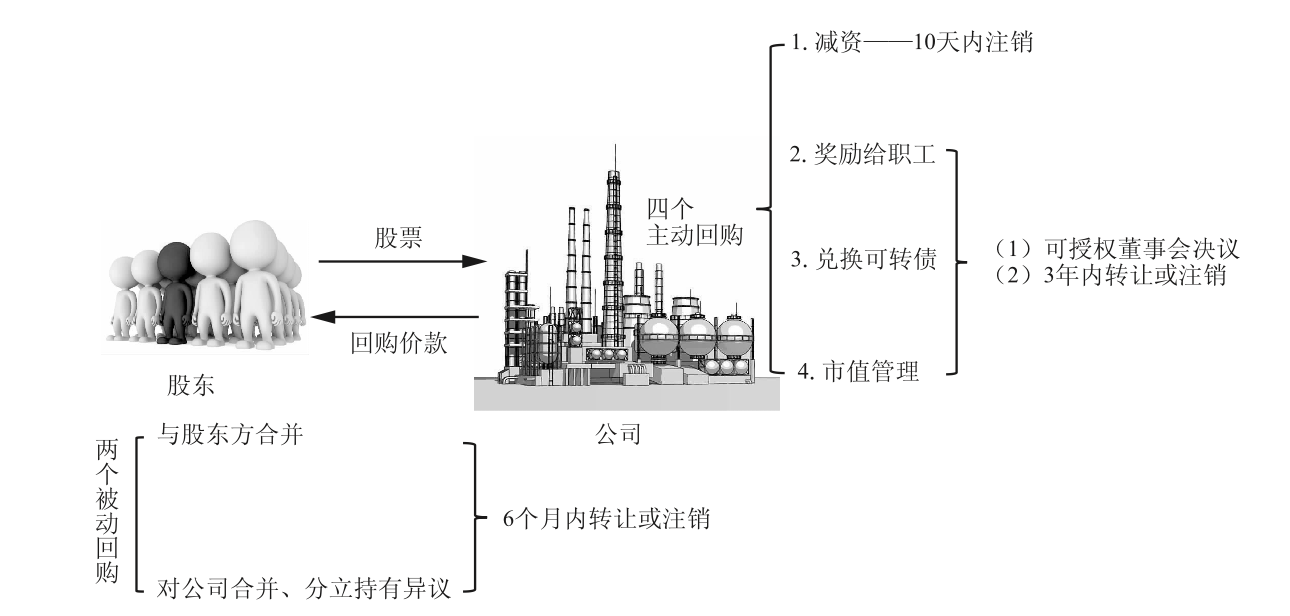 1. 减资——10天内注销
2. 奖励给职工
四个
主动回购
股票
3. 兑换可转债
（1）可授权董事会决议
（2）3年内转让或注销
回购价款
4. 市值管理
股东
公司
两个被动回购
与股东方合并
6个月内转让或注销
对公司合并、分立持有异议